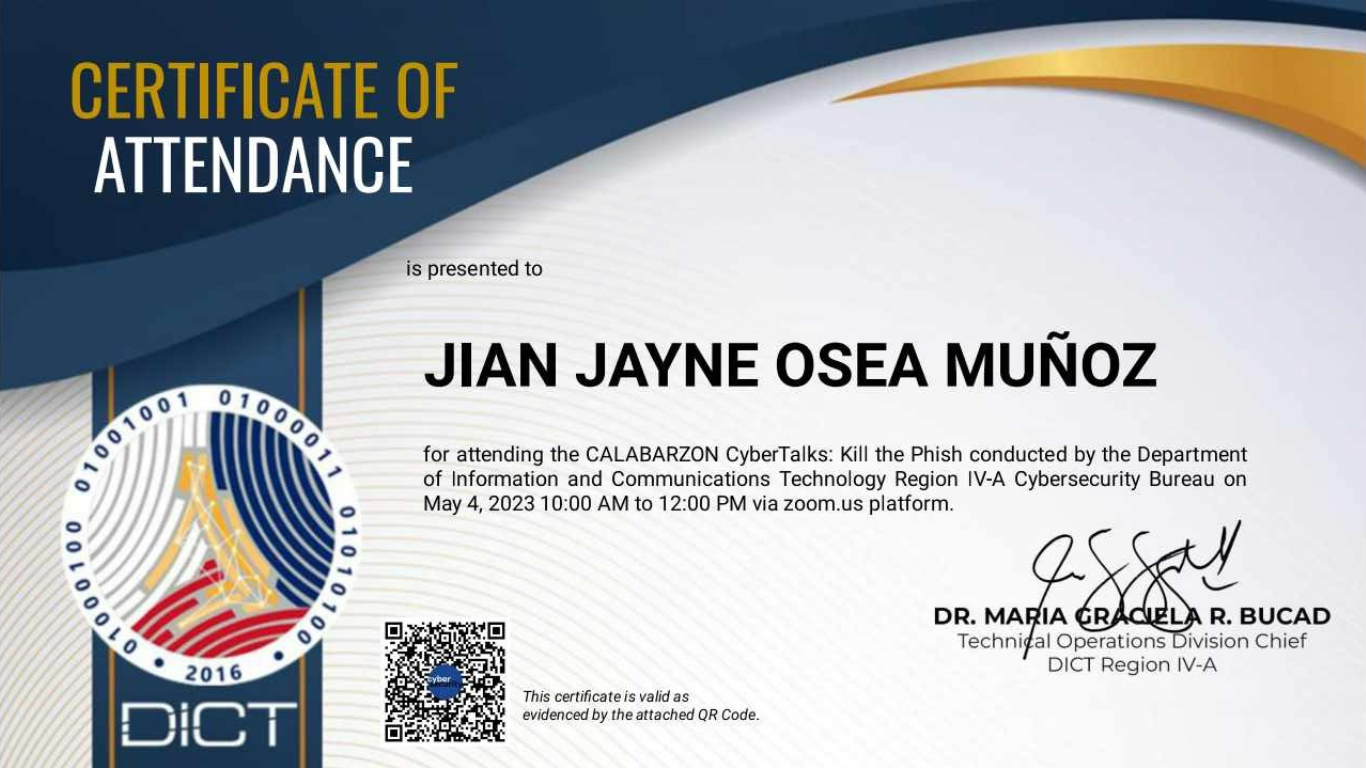 CERTIFICATE OF
ATTENDANCE
is presented to
JIAN JAYNE OSEA MUÑOZ
for attending the CALABARZON CyberTalks: Kill the Phish conducted by the Department
of Information and Communications Technology Region IV-A Cybersecurity Bureau on
May 4, 2023 10:00 AM to 12:00 PM via zoom.us platform.
01000100 01001001 01000011 01010100
2016
DICT
cyber
This certificate is valid as
evidenced by the attached QR Code.
DR. MARIA GRACIELA R. BUCAD
Technical Operations Division Chief
DICT Region IV-A